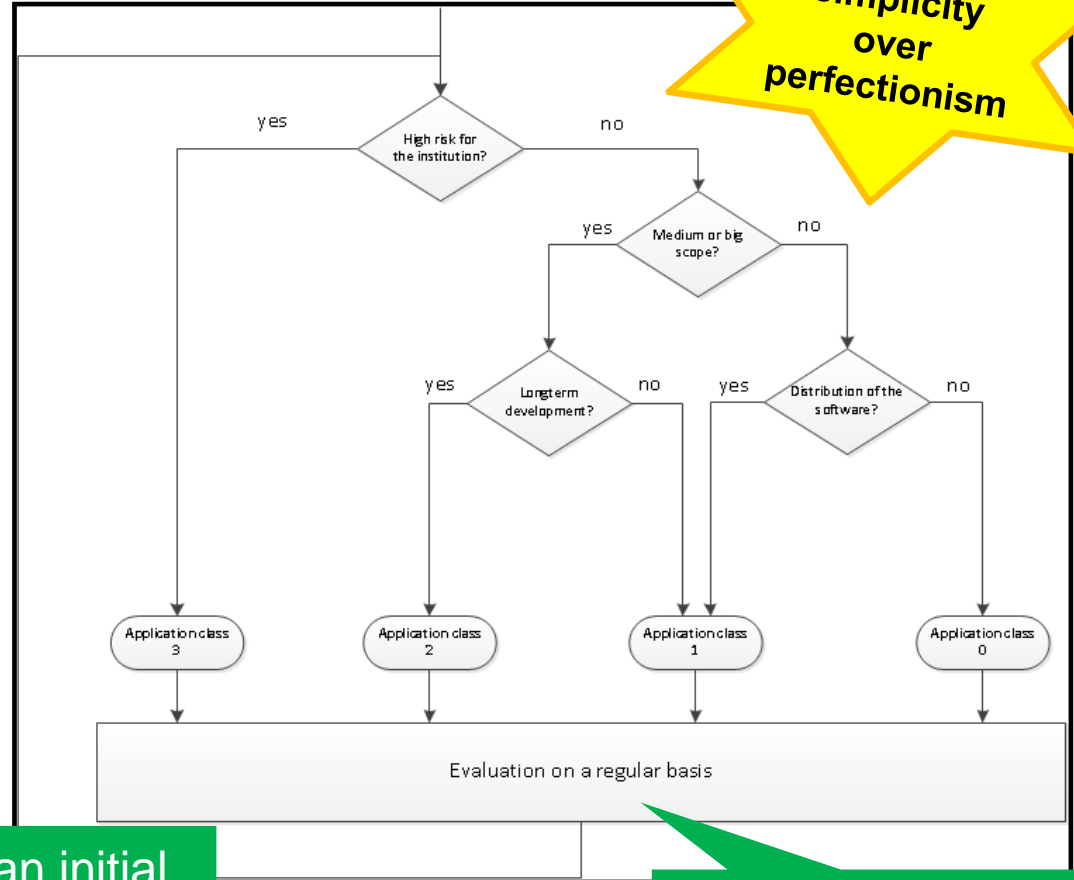 simplicity
over
perfectionism
yes
no
High risk for
the institution?
yes
no
Medium or big
scope?
yes
no
yes
no
Longterm
development?
Distribution of the
software?
Application class
3
Application class
2
Application class
1
Application class
0
Evaluation on a regular basis
an initial